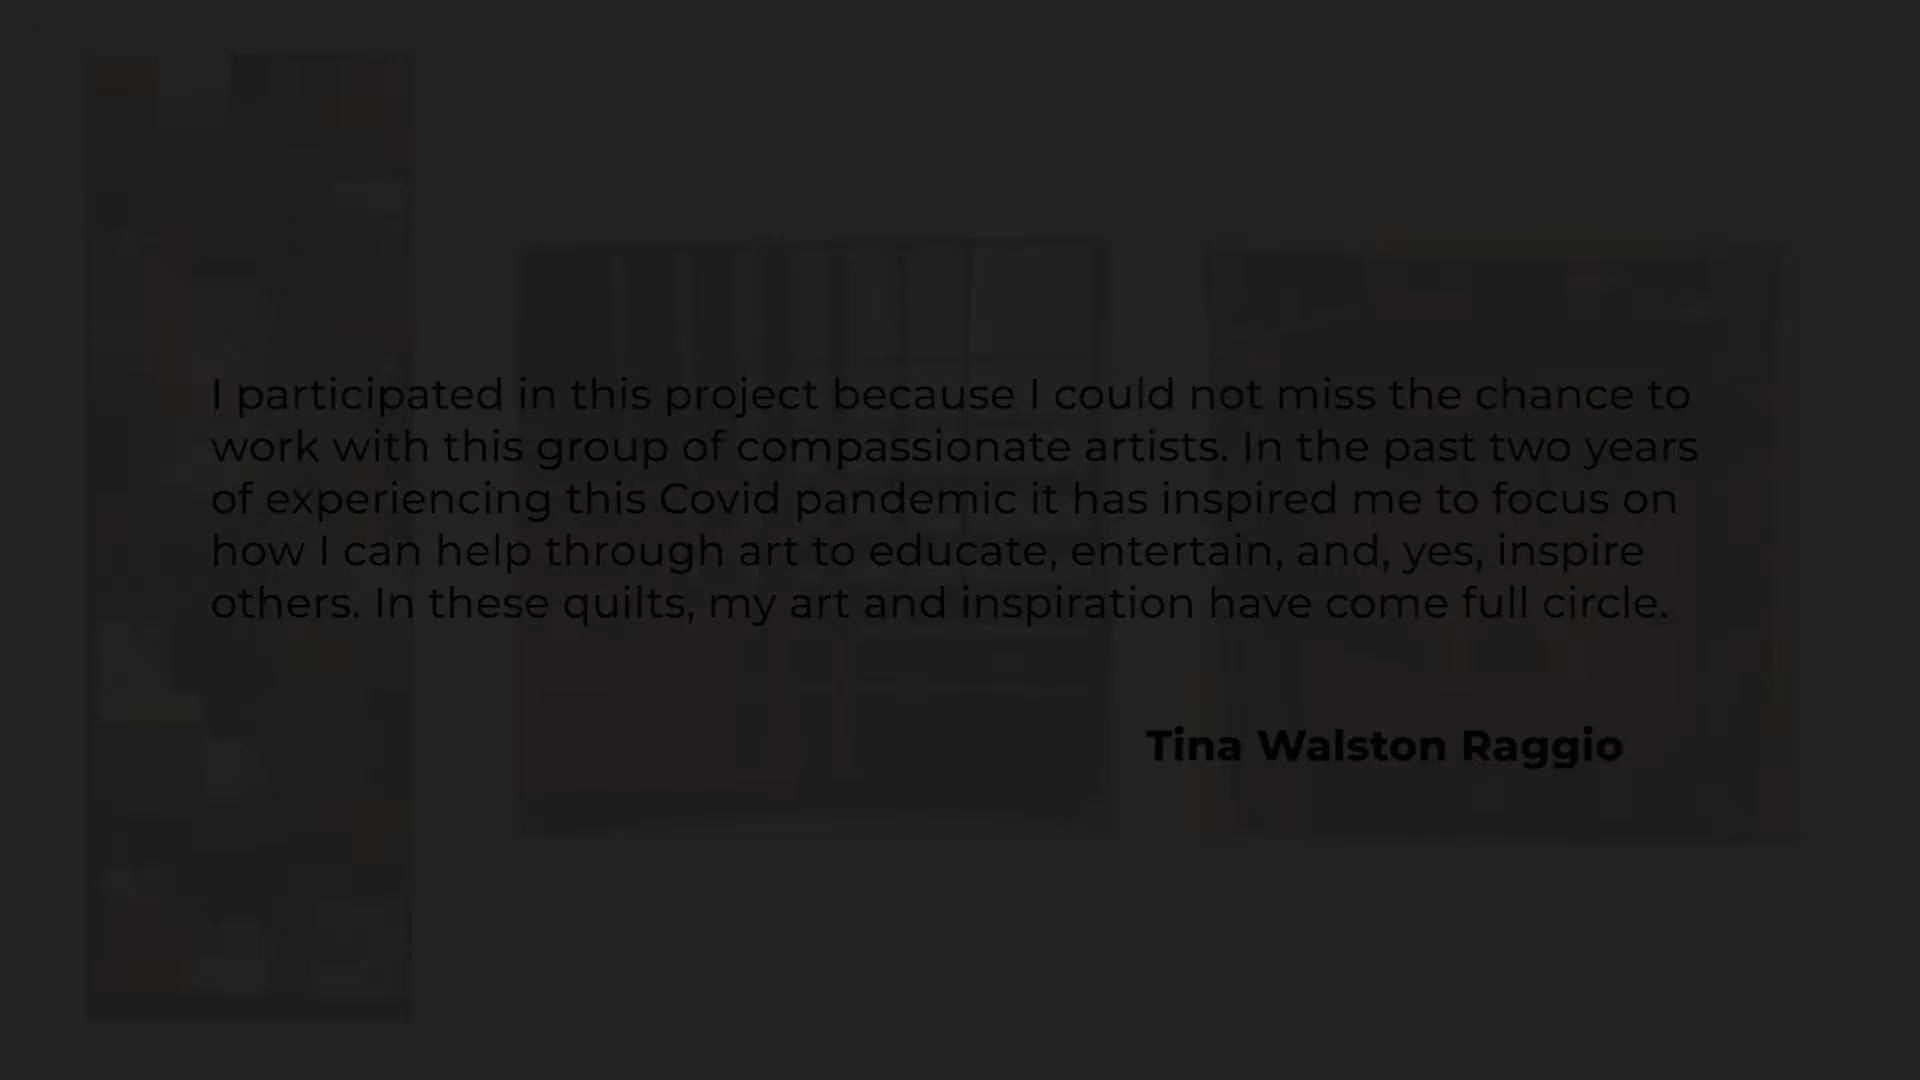 I participated in this project because I could not miss the chance to
work with this group of compassionate artists. In the past two years
of experiencing this Covid pandemic it has inspired me to focus on
how I can help through art to educate, entertain, and, yes, inspire
others. In these quilts, my art and inspiration have come full circle.
Tina Walston Raggio